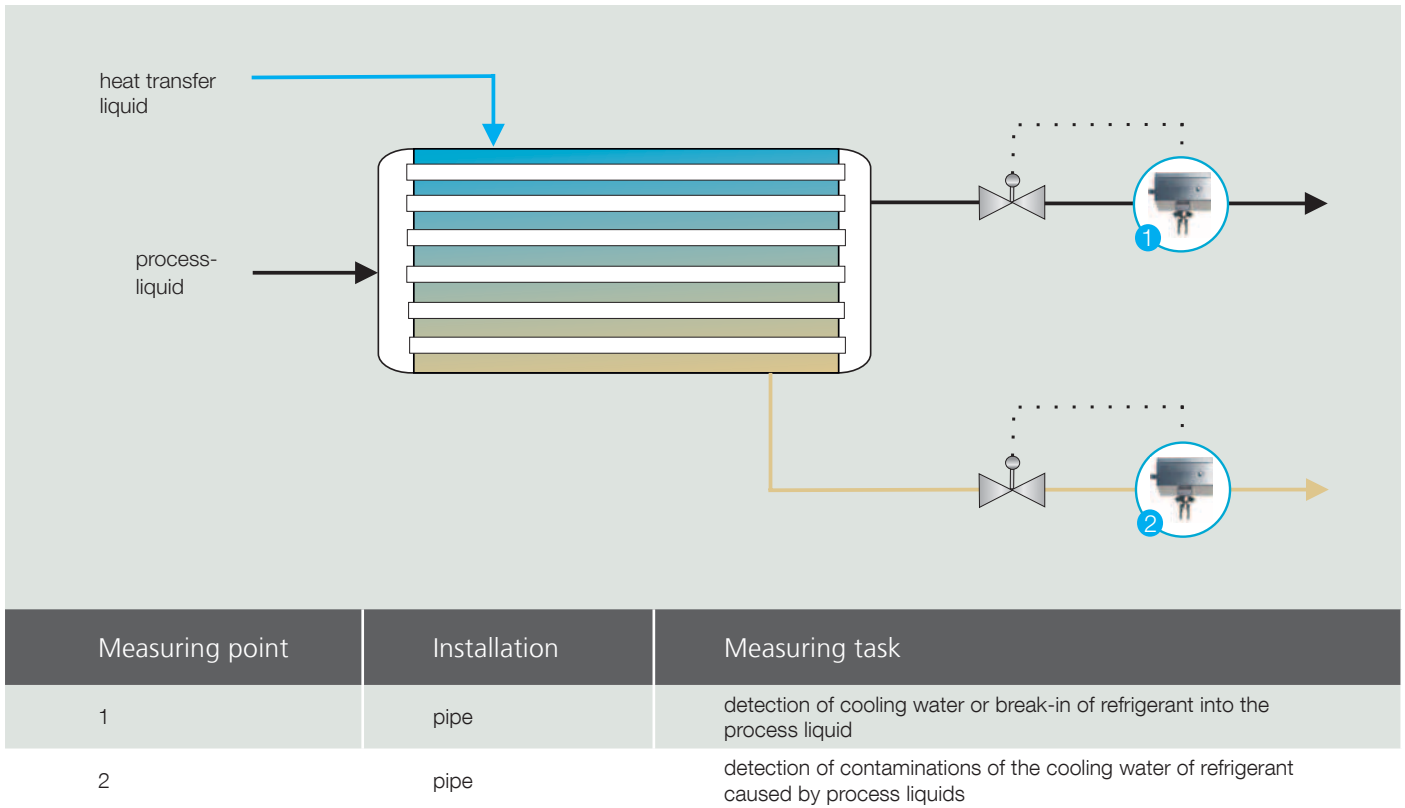 heat transfer
liquid
process-
liquid
1
2
Measuring point Installation Measuring task
1 pipe detection of cooling water or break-in of refrigerant into the
process liquid
2 pipe detection of contaminations of the cooling water of refrigerant
caused by process liquids